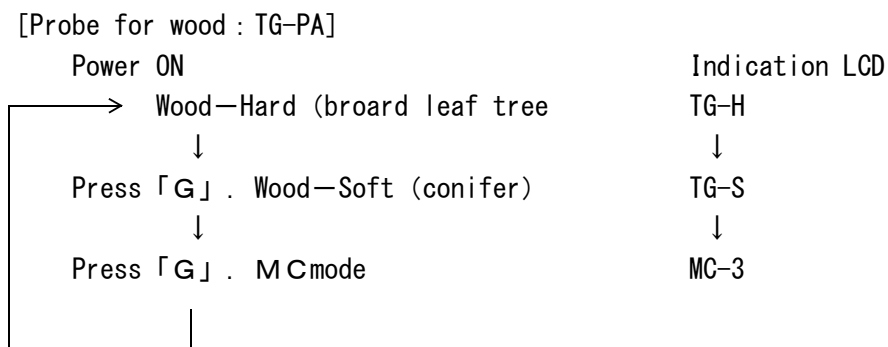 [Probe for wood：TG-PA]
Power ON Indication LCD
Wood－Hard (broard leaf tree TG-H
↓ ↓
Press「Ｇ」. Wood－Soft (conifer) TG-S
↓ ↓
Press「Ｇ」. ＭＣmode MC-3